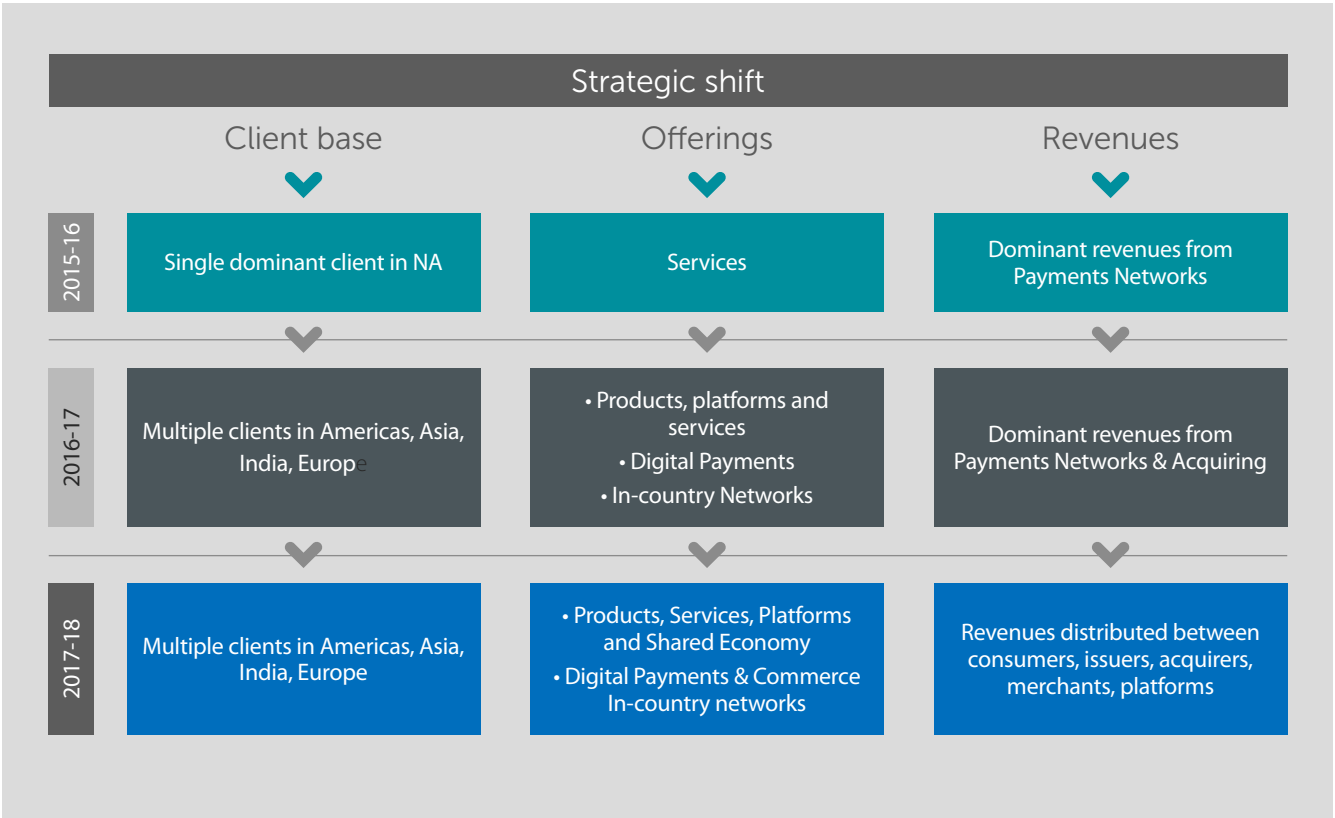 Strategic shift
Client base
Offerings
Revenues
2015-16
Single dominant client in NA
Services
Dominant revenues from
Payments Networks
2016-17
Multiple clients in Americas, Asia,
India, Europe
• Products, platforms and
services
• Digital Payments
• In-country Networks
Dominant revenues from
Payments Networks & Acquiring
2017-18
Multiple clients in Americas, Asia,
India, Europe
• Products, Services, Platforms
and Shared Economy
• Digital Payments & Commerce
In-country networks
Revenues distributed between
consumers, issuers, acquirers,
merchants, platforms